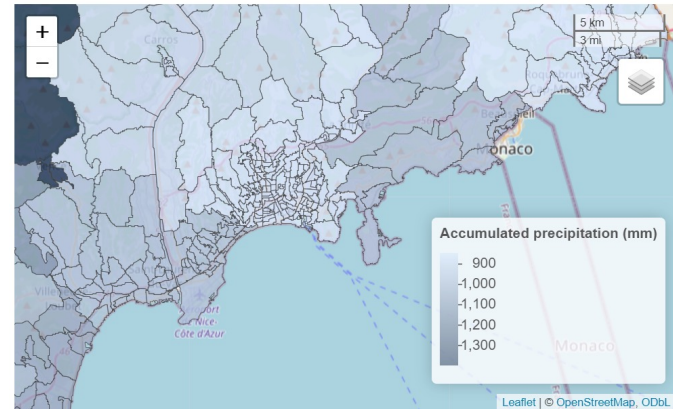 +
5 km
3 mi
Carros
−
Monaco
Accumulated precipitation (mm)
900
1,000
1,100
1,200
1,300
Nice
Côte d'Azur
Monaco
Leaflet | © OpenStreetMap, ODbL